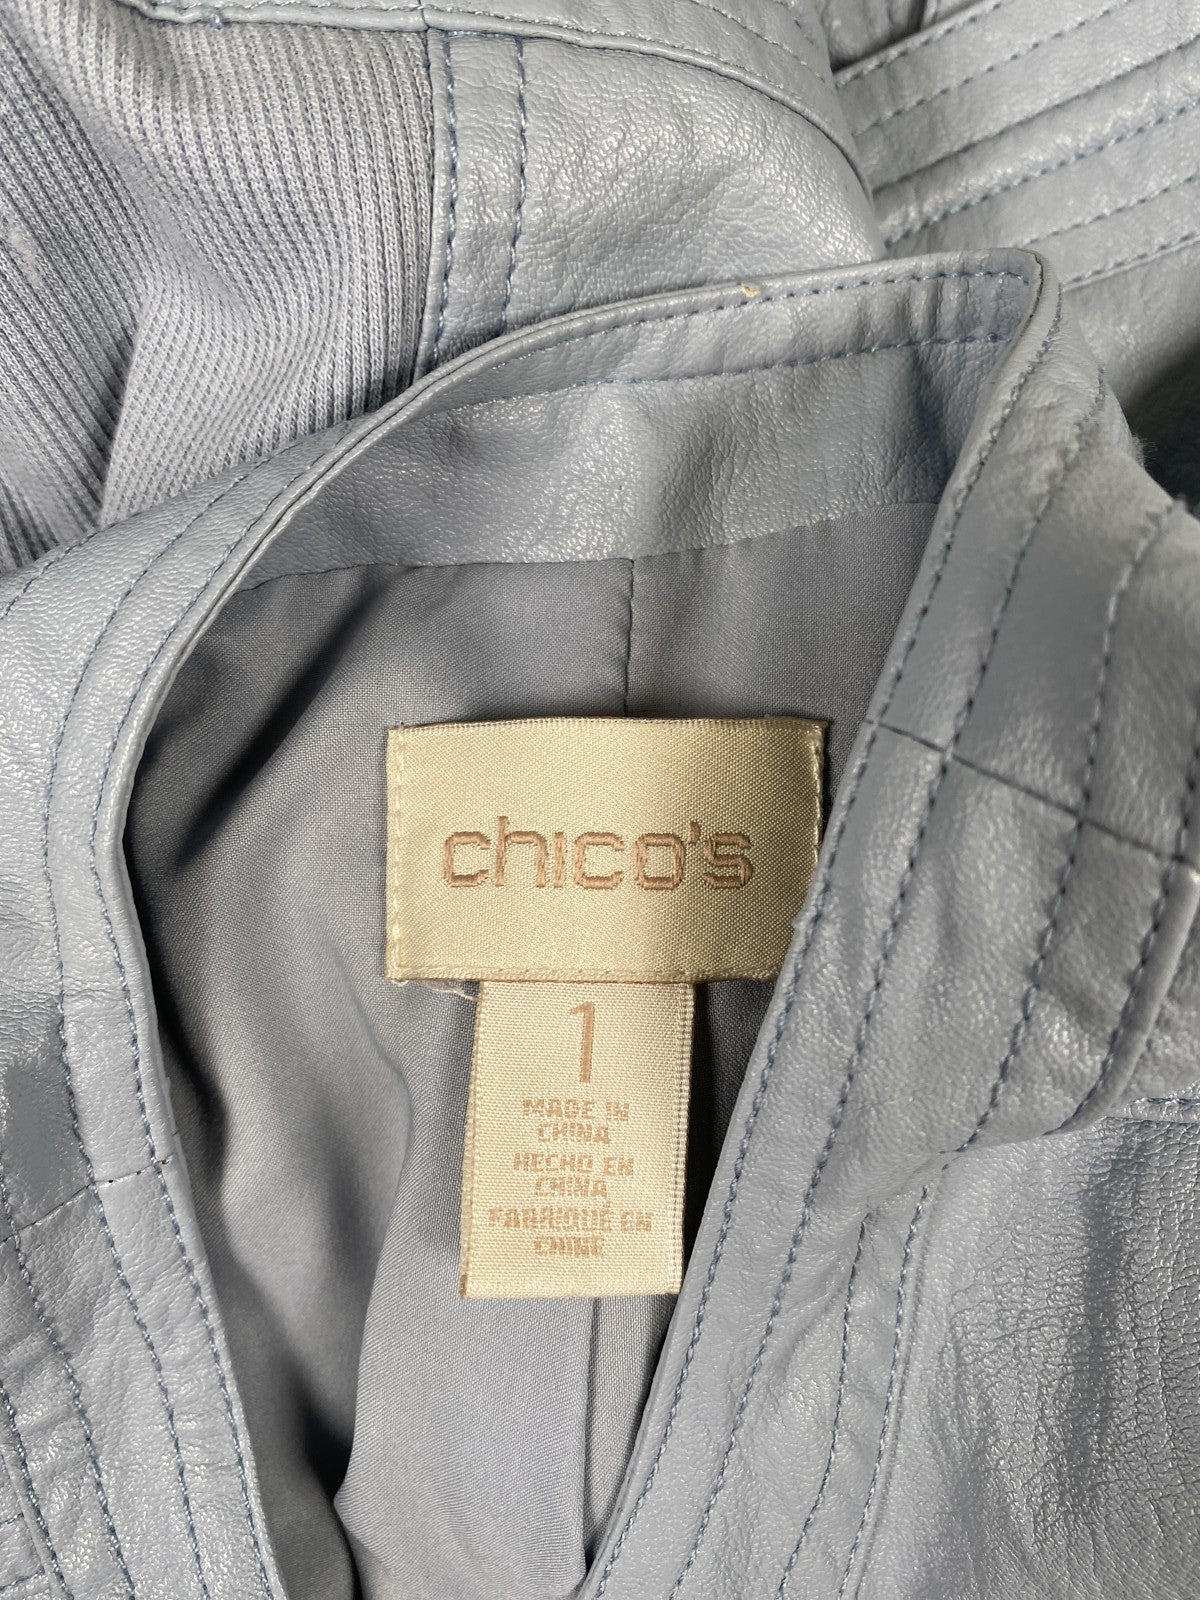 chico's
1
MADE IN
CHINA
HECHO EN
CHINA
FABRIQUÉ EN
CHINE